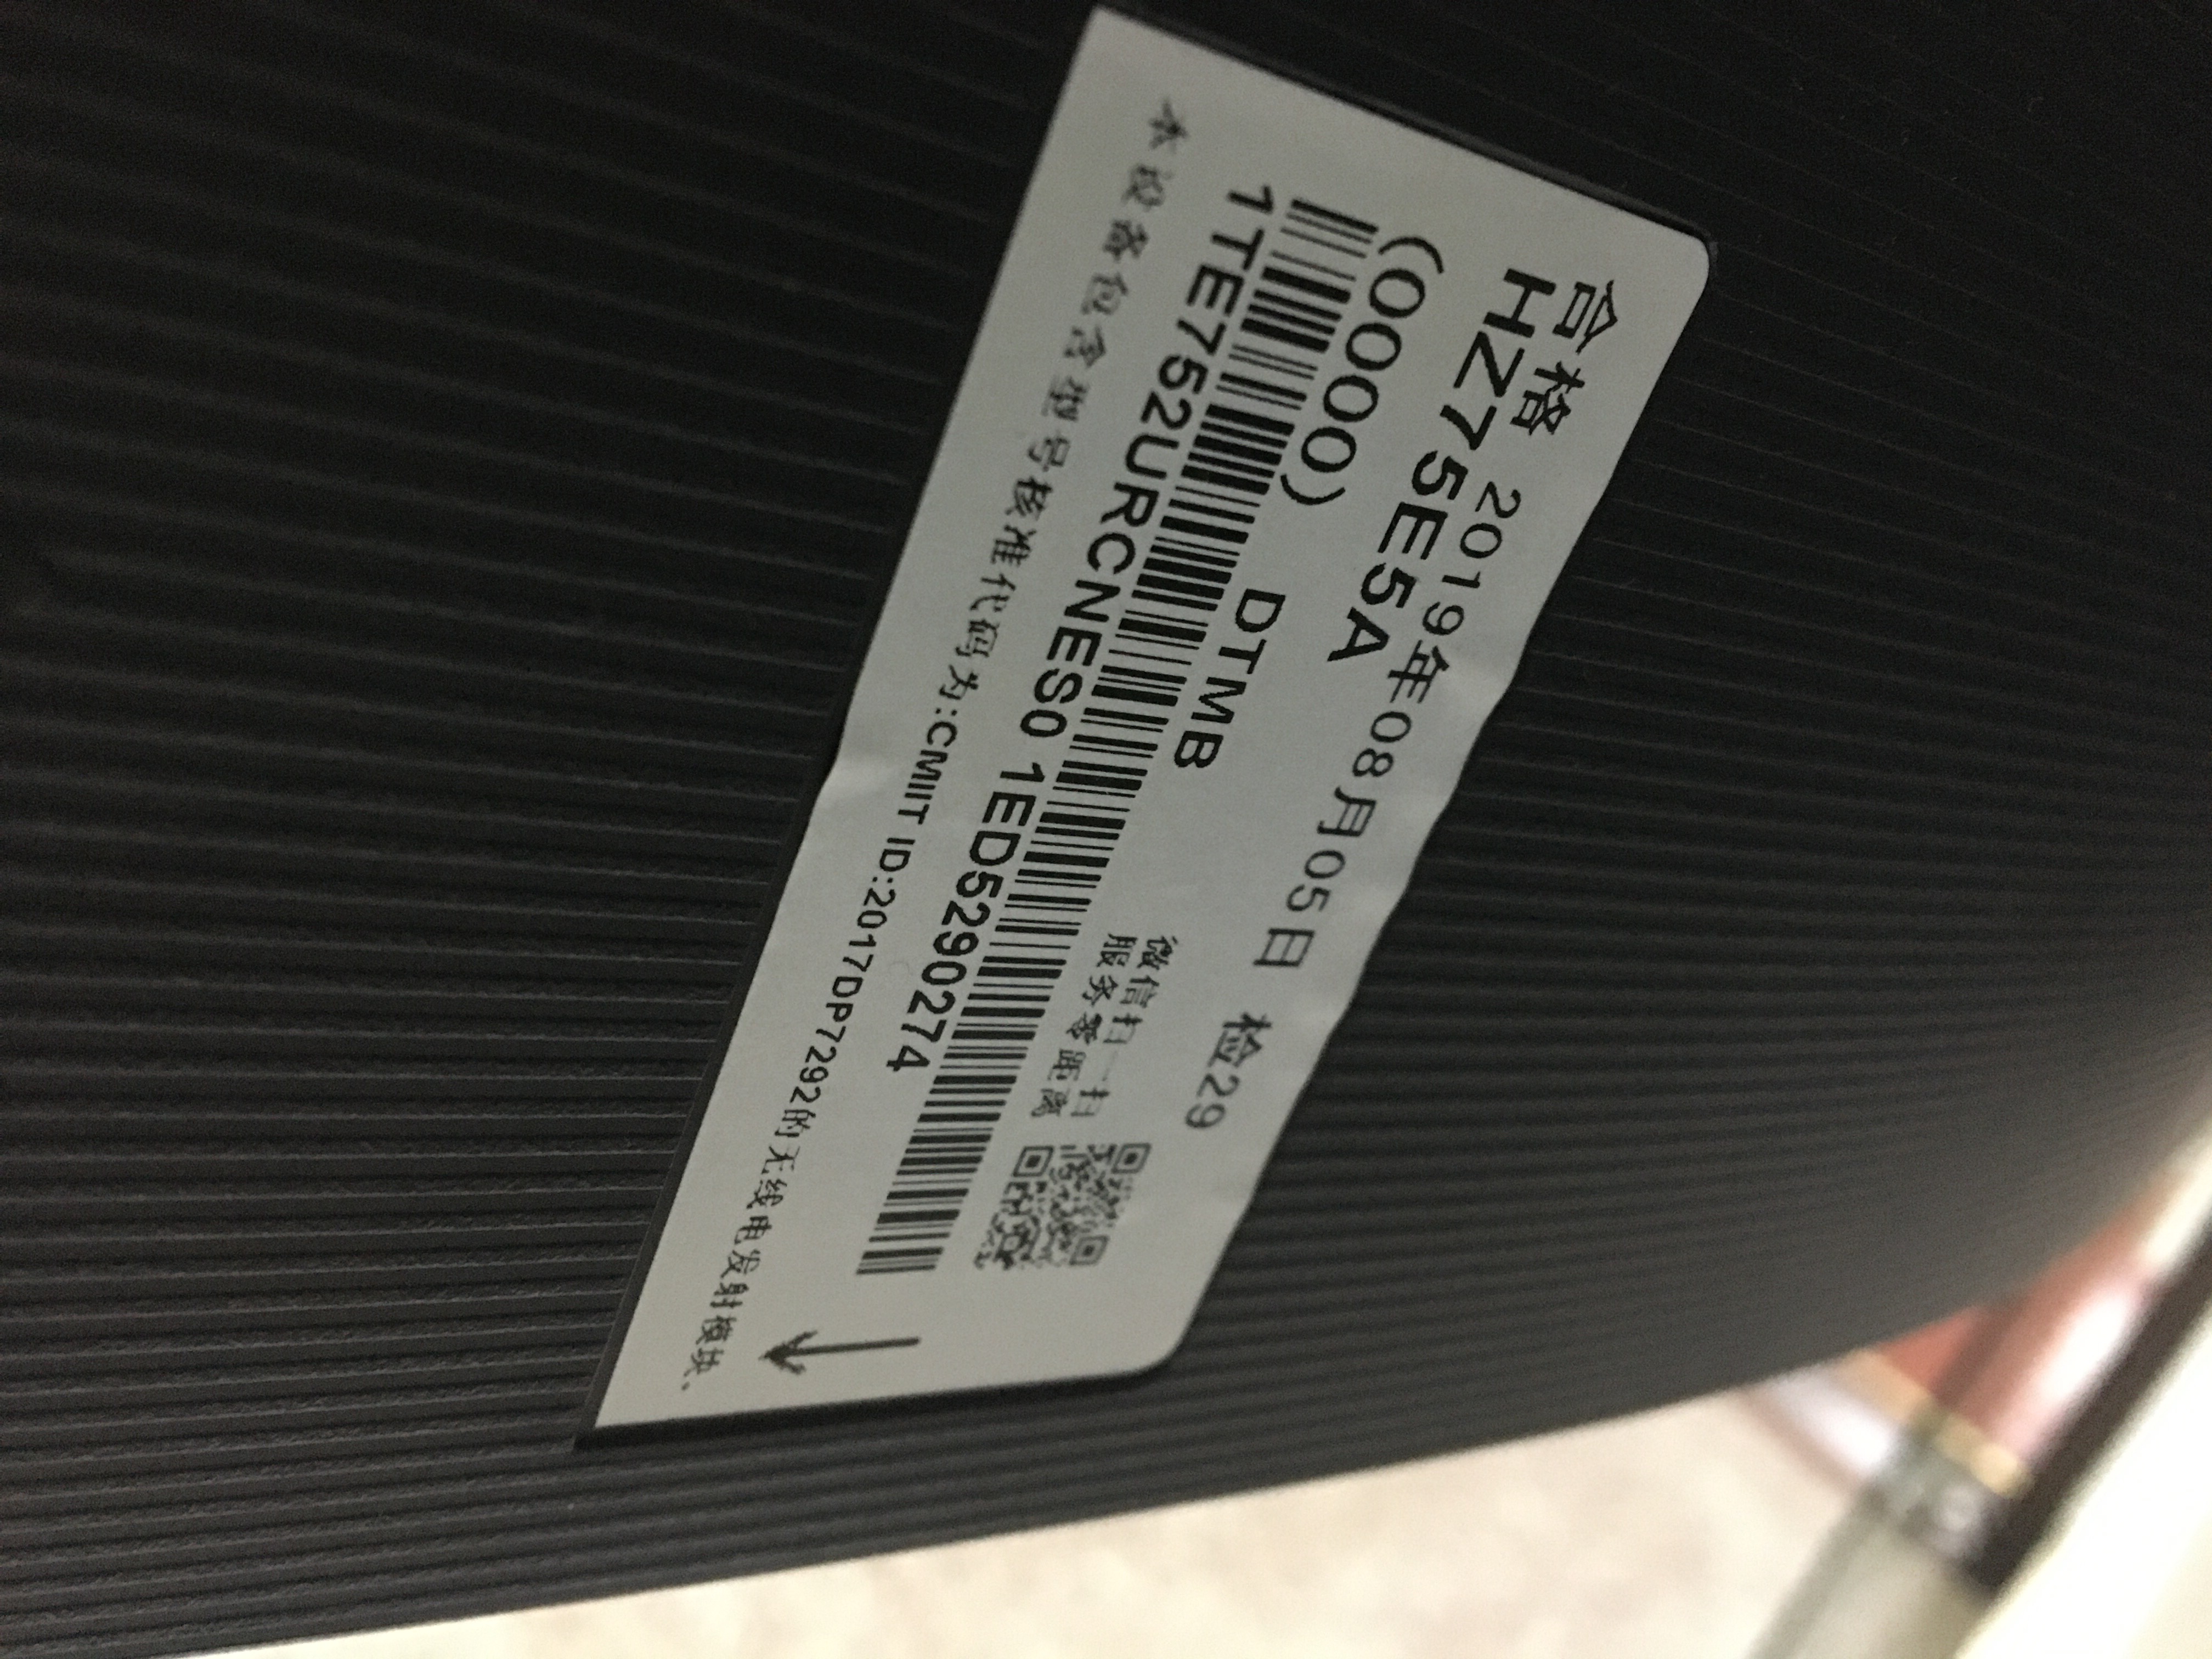 合格 2019年08月05日 检29
HZ75E5A
(0000) DTMB
微信扫一扫
服务零距离
1TE752URCNES0 1ED5290274
本设备包含型号核准代码为:CMIIT ID:2017DP7292的无线电发射模块。